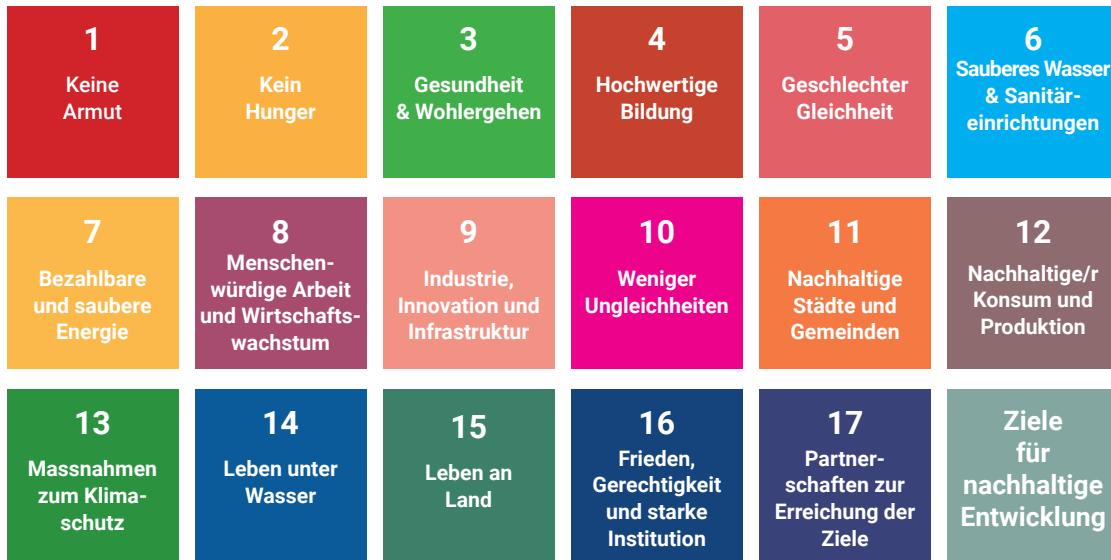 1
Keine
Armut
2
Kein
Hunger
3
Gesundheit
& Wohlergehen
4
Hochwertige
Bildung
5
Geschlechter
Gleichheit
6
Sauberes Wasser
& Sanitär-
einrichtungen
7
Bezahlbare
und saubere
Energie
8
Menschen-
würdige Arbeit
und Wirtschafts-
wachstum
9
Industrie,
Innovation und
Infrastruktur
10
Weniger
Ungleichheiten
11
Nachhaltige
Städte und
Gemeinden
12
Nachhaltige/r
Konsum und
Produktion
13
Massnahmen
zum Klima-
schutz
14
Leben unter
Wasser
15
Leben an
Land
16
Frieden,
Gerechtigkeit
und starke
Institution
17
Partner-
schaften zur
Erreichung der
Ziele
Ziele
für
nachhaltige
Entwicklung